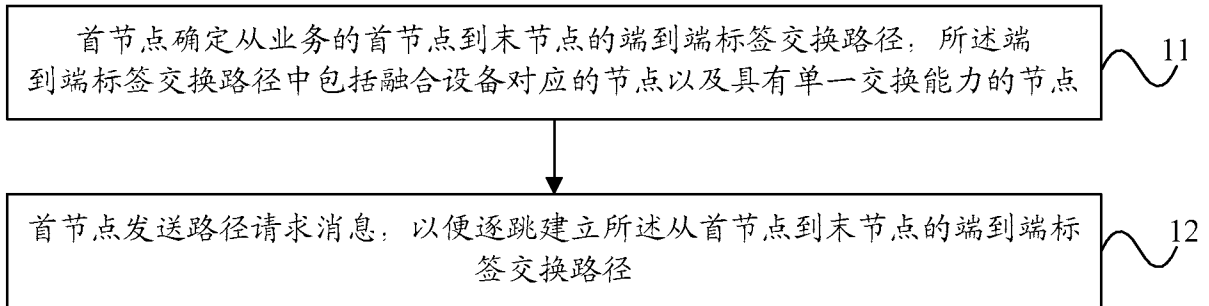 首节点确定从业务的首节点到末节点的端到端标签交换路径，所述端
到端标签交换路径中包括融合设备对应的节点以及具有单一交换能力的节点
11
首节点发送路径请求消息，以便逐跳建立所述从首节点到末节点的端到端标
签交换路径
12